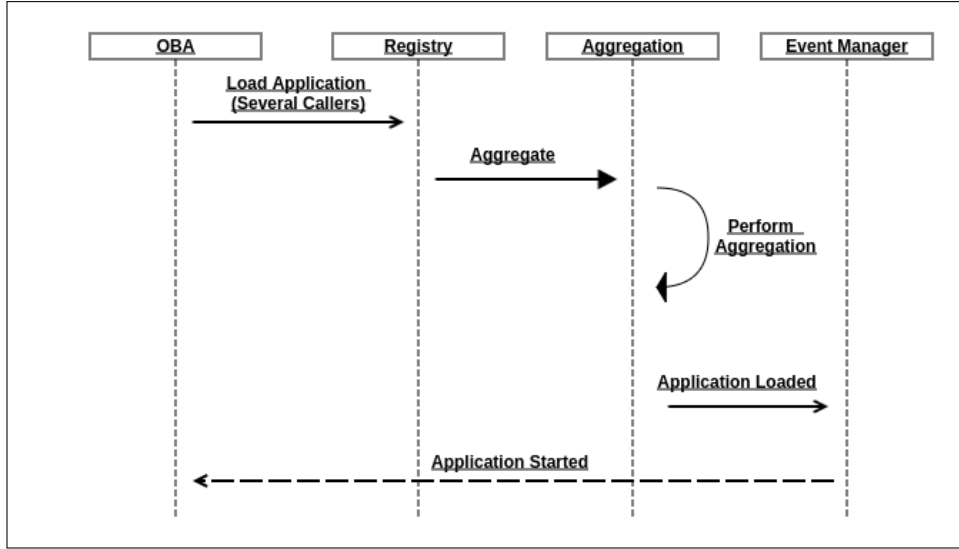 OBA
Registry
Aggregation
Event Manager
Load Application
(Several Callers)
Aggregate
Perform
Aggregation
Application Loaded
Application Started